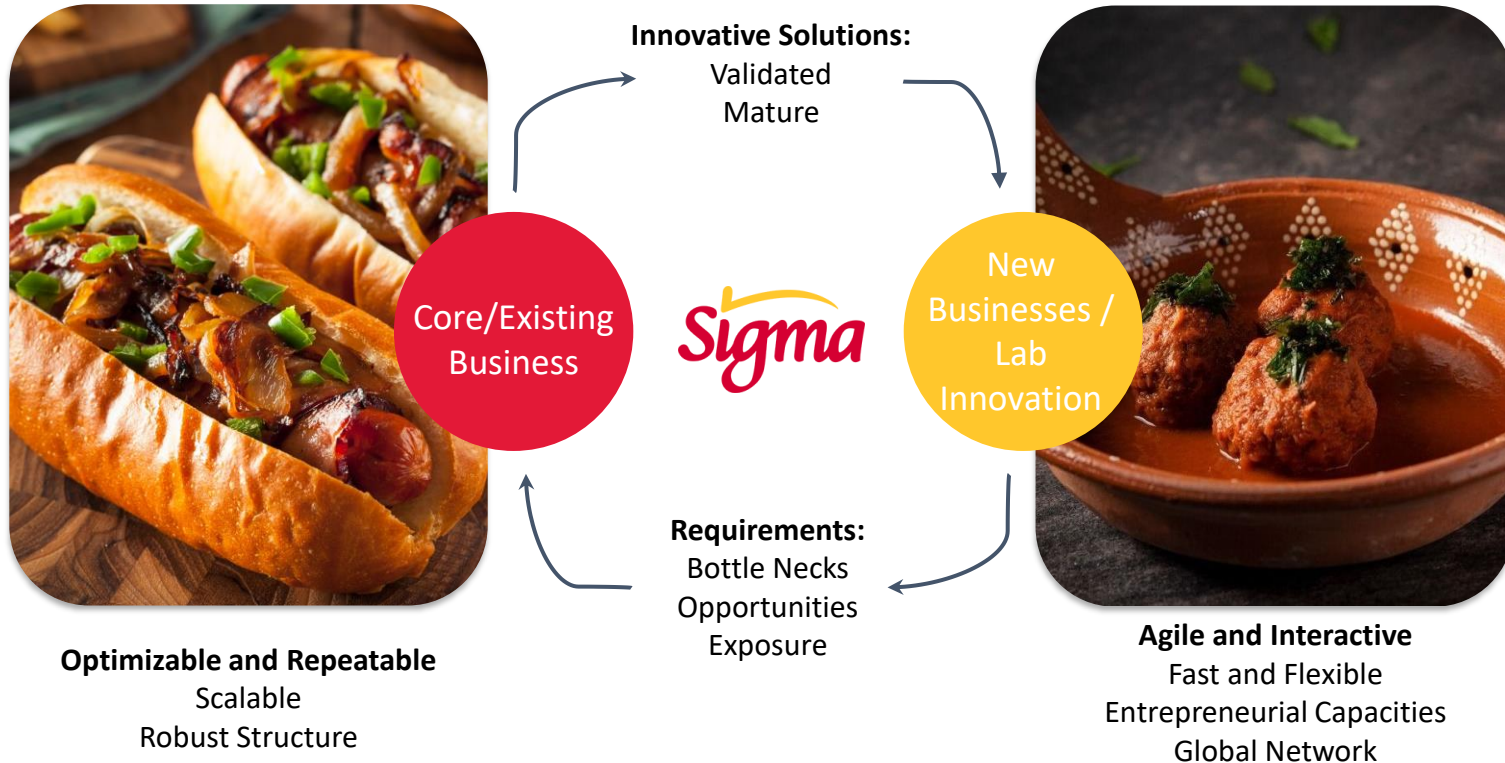 Innovative Solutions:
Validated
Mature
Core/Existing
Business
Sigma
New
Businesses /
Lab
Innovation
Requirements:
Bottle Necks
Opportunities
Exposure
Optimizable and Repeatable
Scalable
Robust Structure
Agile and Interactive
Fast and Flexible
Entrepreneurial Capacities
Global Network